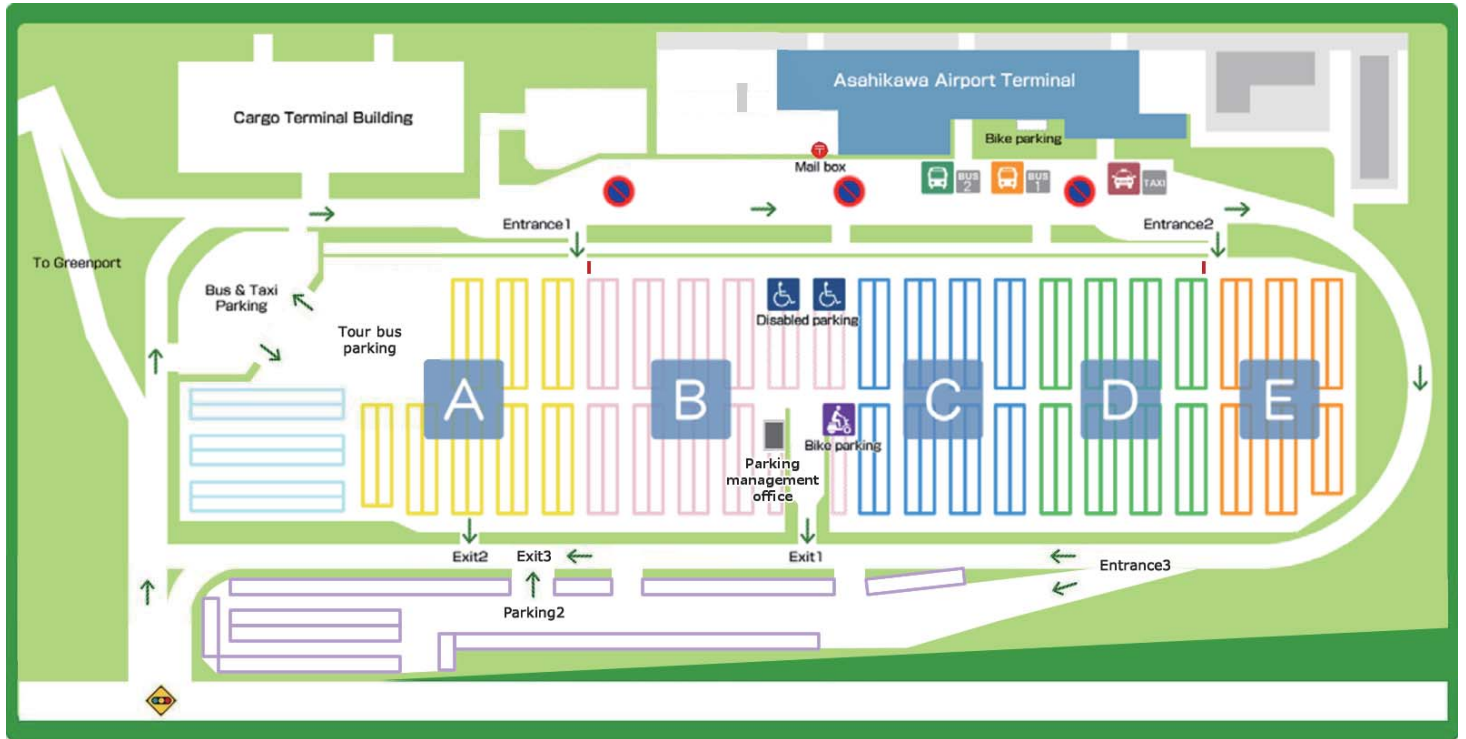 Asahikawa Airport Terminal
Cargo Terminal Building
Bike parking
〒
Mail box
BUS
2
BUS
1
TAXI
Entrance1
Entrance2
To Greenport
Bus & Taxi
Parking
Tour bus
parking
Disabled parking
A
B
C
D
E
Bike parking
Parking
management
office
Exit2
Exit3
Exit1
Entrance3
Parking2